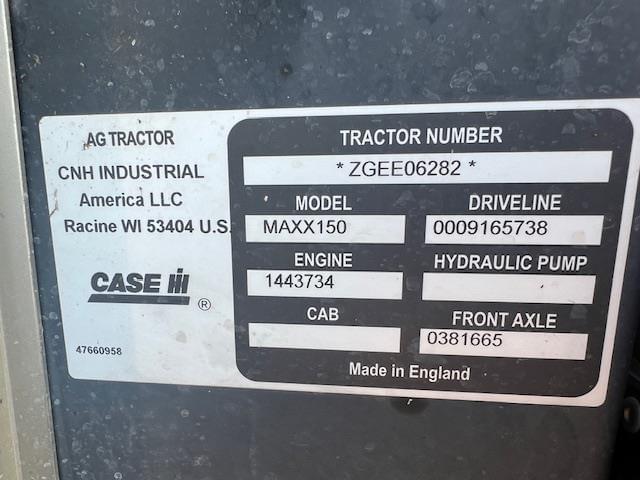 AG TRACTOR
CNH INDUSTRIAL
America LLC
Racine WI 53404 U.S.
CASE IH ®
47660958
TRACTOR NUMBER
* ZGEE06282 *
MODEL DRIVELINE
MAXX150 0009165738
ENGINE HYDRAULIC PUMP
1443734
CAB FRONT AXLE
0381665
Made in England